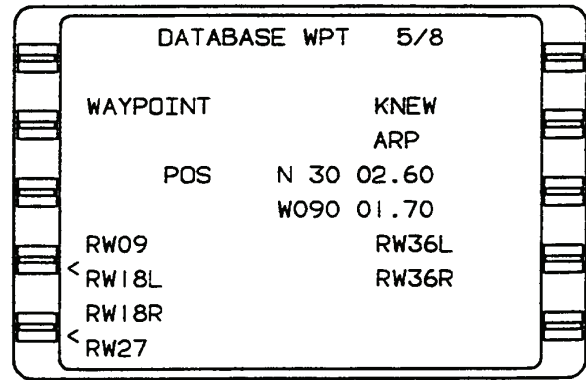 DATABASE WPT 5/8
WAYPOINT KNEW
ARP
POS N 30 02.60
W090 01.70
RW09 RW36L
<RW18L RW36R
RW18R
<RW27